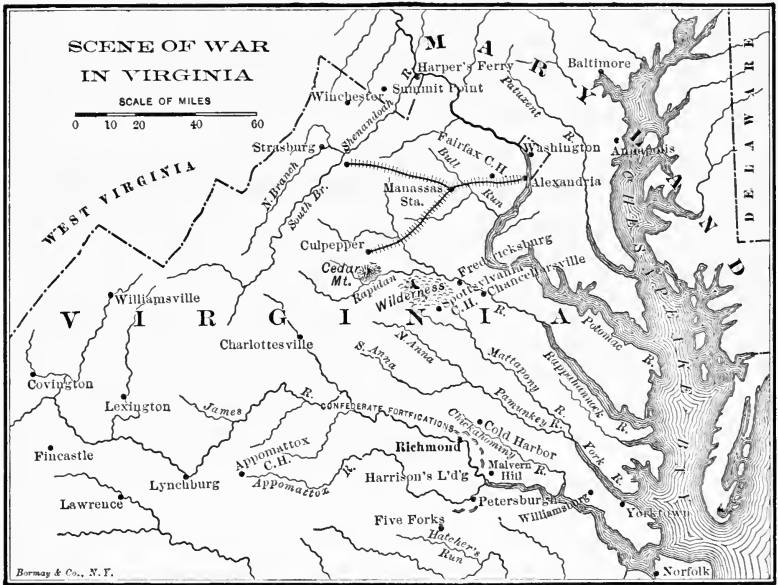 SCENE OF WAR
IN VIRGINIA
SCALE OF MILES
10 0 20 40 60
MARYLAND
DELAWARE
WEST VIRGINIA
VIRGINIA
CHESAPEAKE BAY
Harper's Ferry
Baltimore
Winchester
Summit Point
Shenandoah R.
Patuxent R.
Strasburg
Fairfax C.H.
Washington
Annapolis
N. Branch
South Br.
Bull Run
Manassas
Sta.
Alexandria
Culpepper
Cedar
Mt.
Rapidan R.
Wilderness
Fredericksburg
Spottsylvania
C.H.
Chancellorsville
Williamsville
Charlottesville
S. Anna
N. Anna
Mattapony R.
Pamunkey R.
Rappahannock R.
Potomac R.
Covington
Lexington
James R.
CONFEDERATE FORTIFICATIONS
Chickahominy R.
Cold Harbor
York R.
Fincastle
Appomattox
C.H.
Richmond
Malvern
Hill
Harrison's L'd'g
Lynchburg
Appomattox R.
Lawrence
Petersburgh
Williamsburg
Yorktown
Five Forks
Hatcher's
Run
Norfolk
Bormay & Co., N.Y.